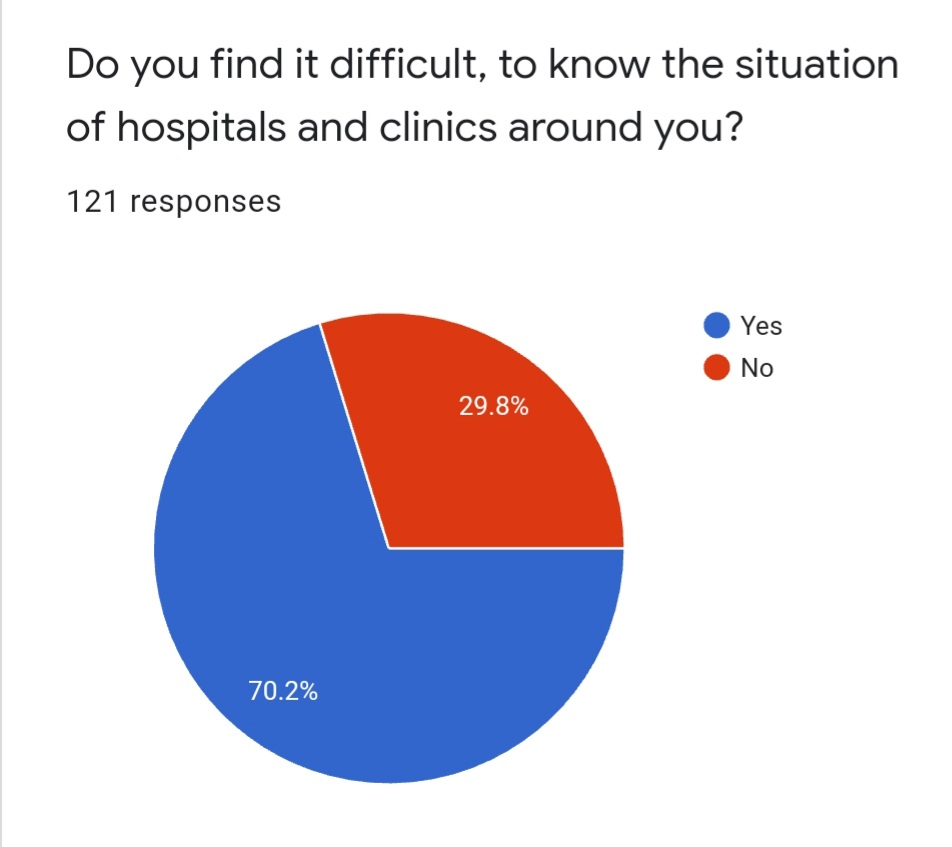 Do you find it difficult, to know the situation
of hospitals and clinics around you?
121 responses
Yes
No
29.8%
70.2%